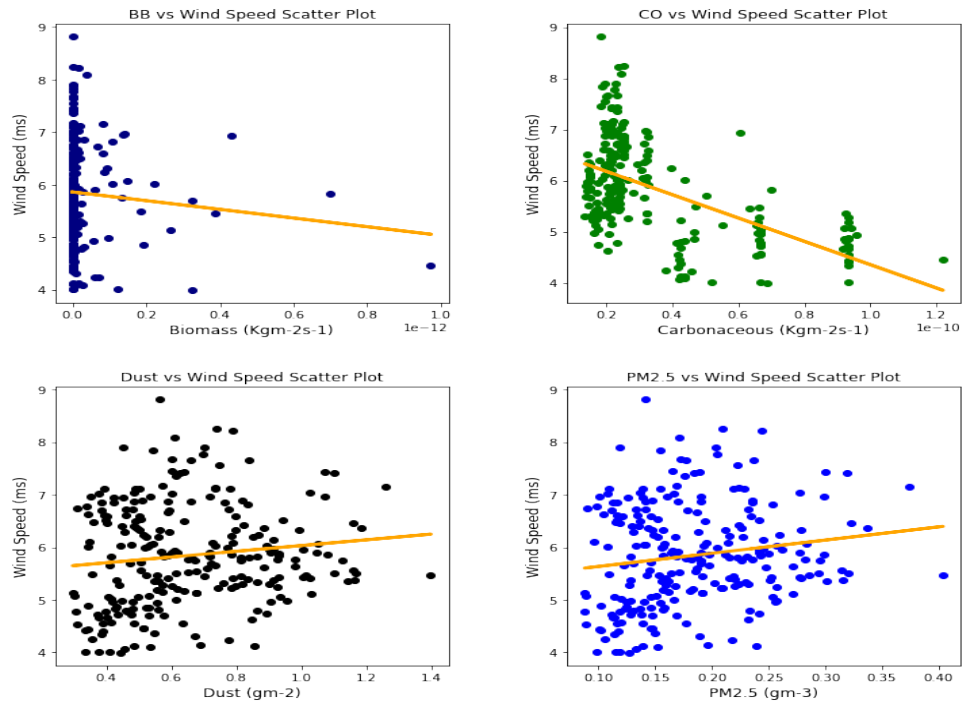 BB vs Wind Speed Scatter Plot
9
8
7
6
5
4
Wind Speed (ms)
0.0 0.2 0.4 0.6 0.8 1.0
1e−12
Biomass (Kgm-2s-1)
CO vs Wind Speed Scatter Plot
9
8
7
6
5
4
Wind Speed (ms)
0.2 0.4 0.6 0.8 1.0 1.2
1e−10
Carbonaceous (Kgm-2s-1)
Dust vs Wind Speed Scatter Plot
9
8
7
6
5
4
Wind Speed (ms)
0.4 0.6 0.8 1.0 1.2 1.4
Dust (gm-2)
PM2.5 vs Wind Speed Scatter Plot
9
8
7
6
5
4
Wind Speed (ms)
0.10 0.15 0.20 0.25 0.30 0.35 0.40
PM2.5 (gm-3)